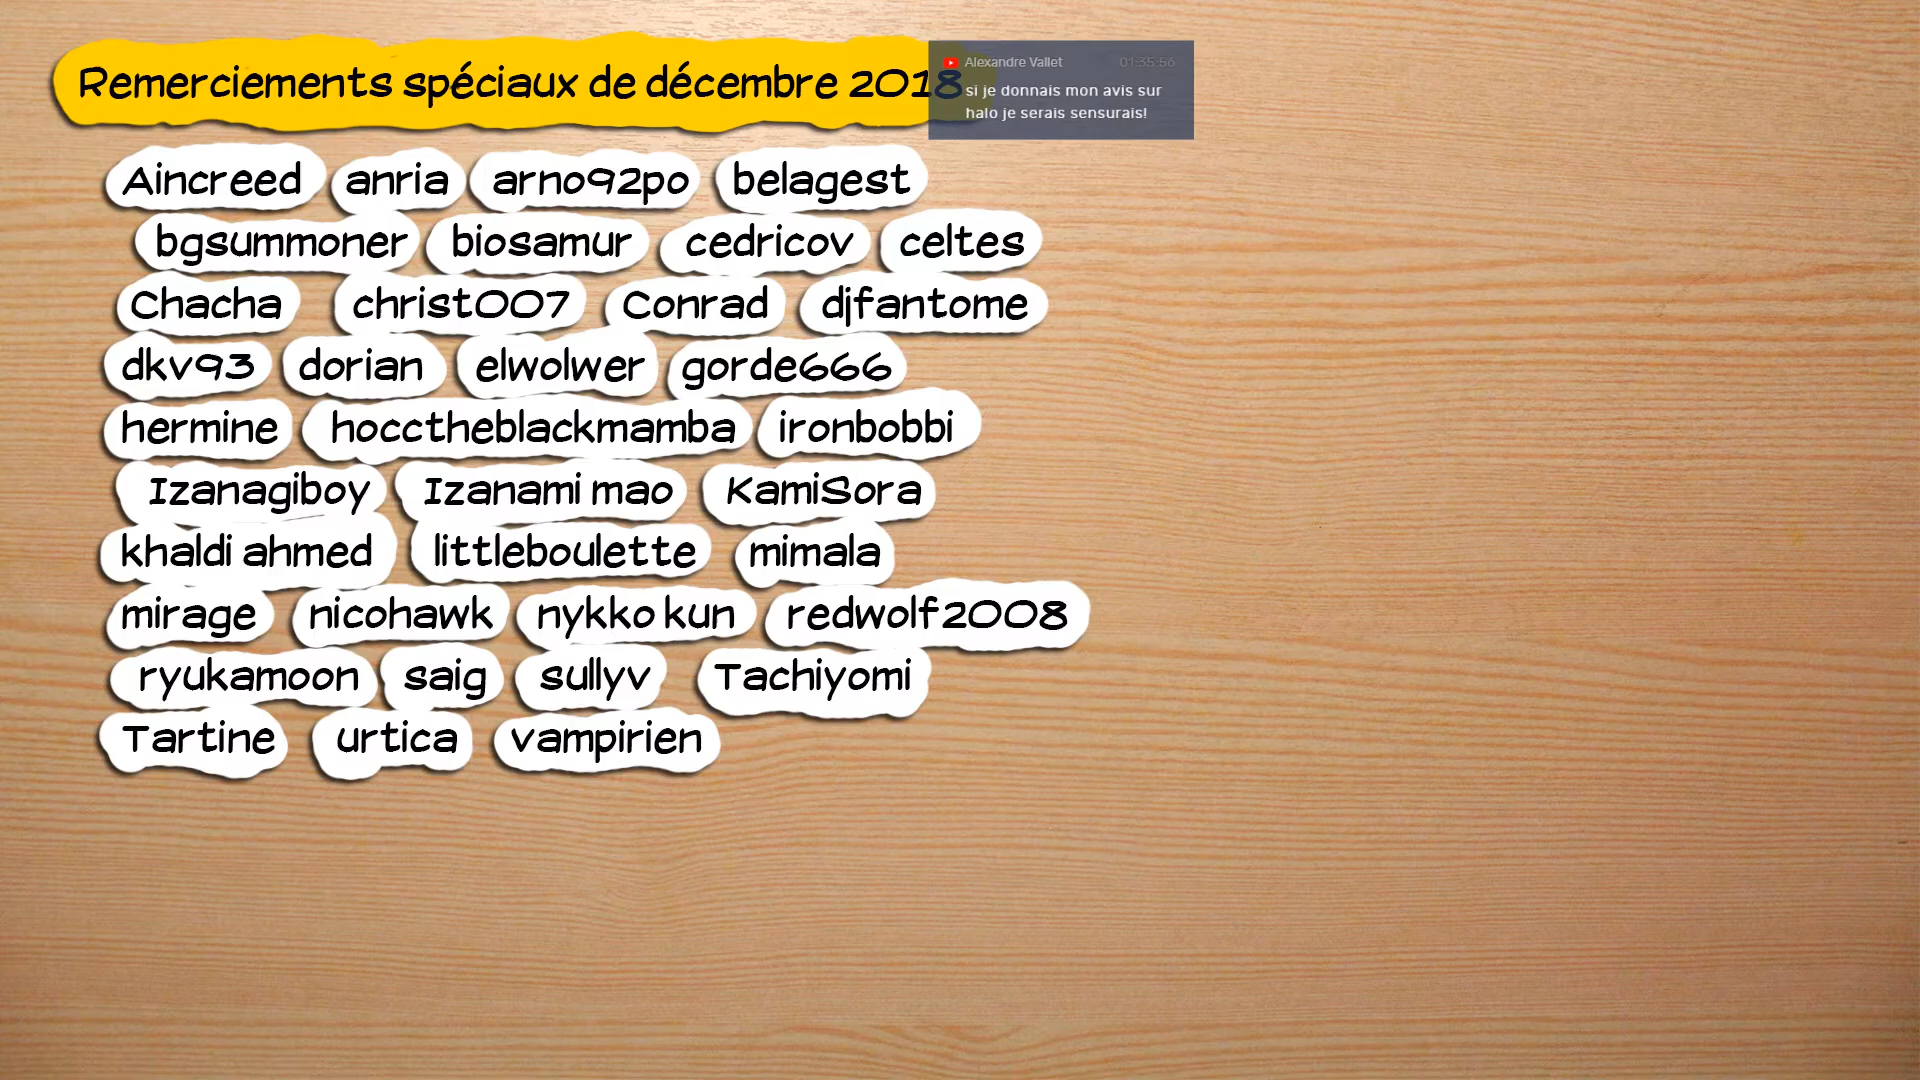 Remerciements spéciaux de décembre 2018
Alexandre Vallet 01:35:56
si je donnais mon avis sur
halo je serais sensurais!
Aincreed anria arno92po belagest
bgsummoner biosamur cedricov celtes
Chacha christ007 Conrad djfantome
dkv93 dorian elwolwer gorde666
hermine hocctheblackmamba ironbobbi
Izanagiboy Izanami mao KamiSora
khaldi ahmed littleboulette mimala
mirage nicohawk nykko kun redwolf2008
ryukamoon saig sullyv Tachiyomi
Tartine urtica vampirien